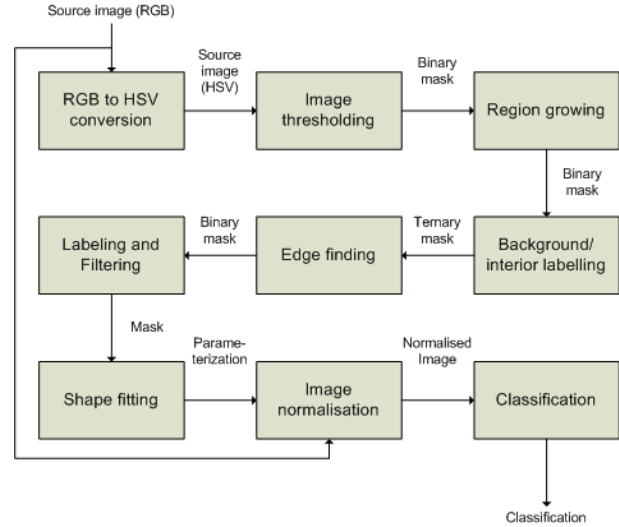 Source image (RGB)
RGB to HSV
conversion
Source
image
(HSV)
Image
thresholding
Binary
mask
Region growing
Binary
mask
Background/
interior labelling
Ternary
mask
Edge finding
Binary
mask
Labeling and
Filtering
Mask
Shape fitting
Parame-
terization
Image
normalisation
Normalised
Image
Classification
Classification